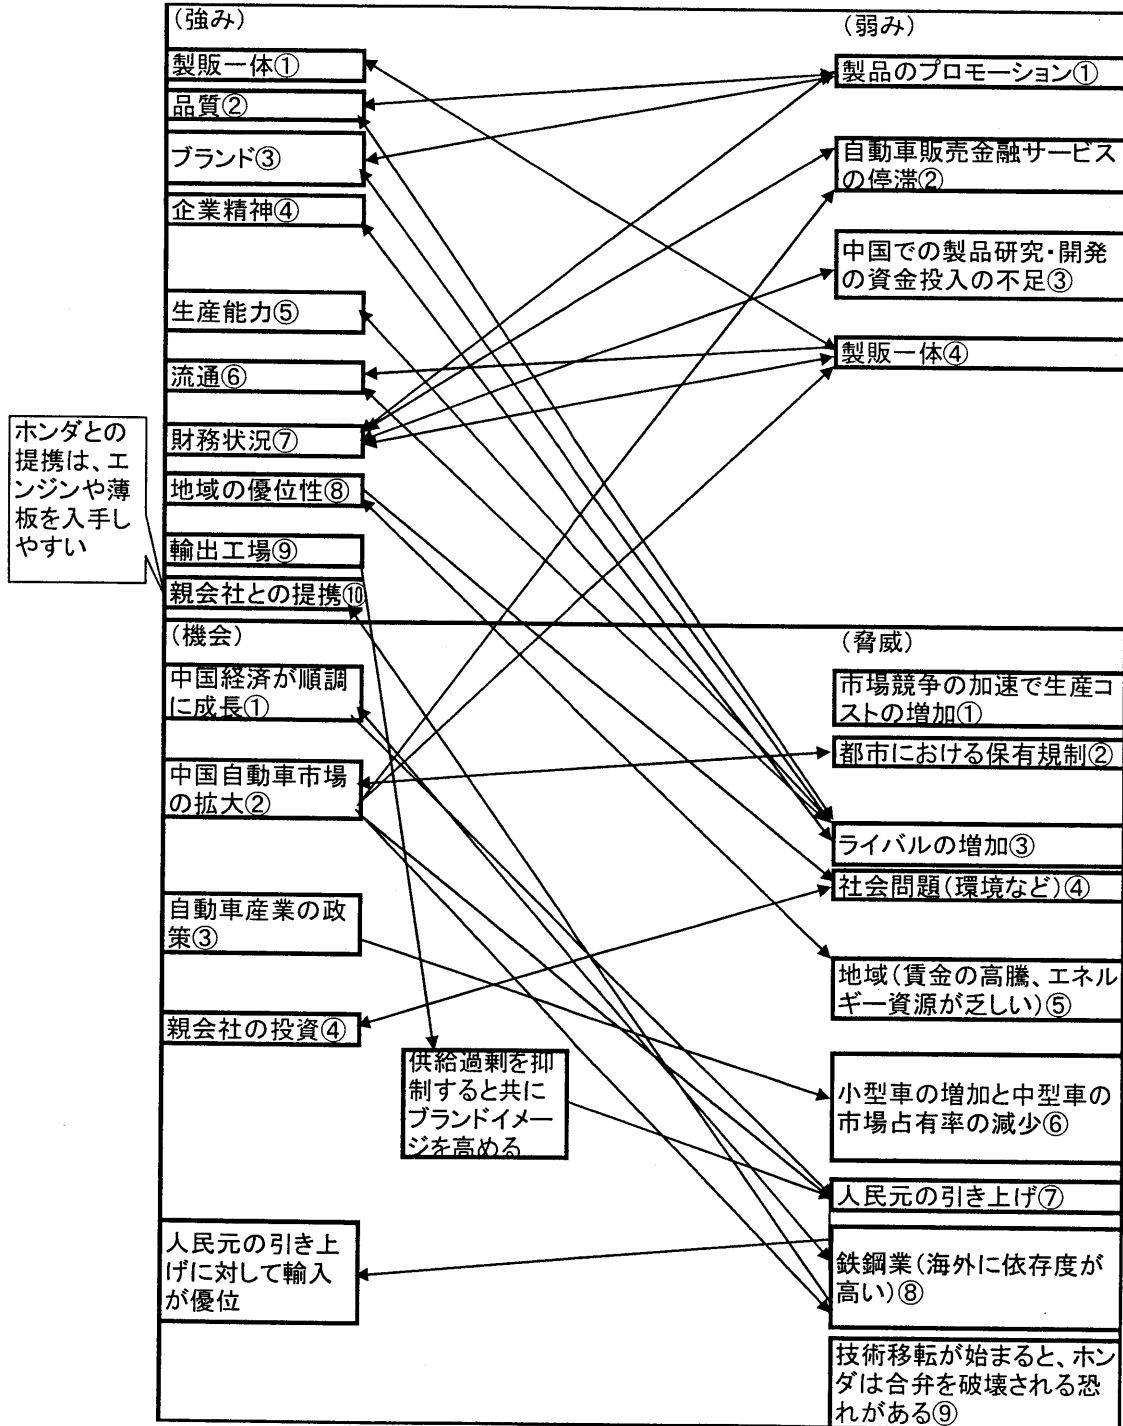 (強み)
製販一体①
品質②
ブランド③
企業精神④
生産能力⑤
流通⑥
財務状況⑦
地域の優位性⑧
輸出工場⑨
親会社との提携⑩
ホンダとの
提携は、エ
ンジンや薄
板を入手し
やすい
(弱み)
製品のプロモーション①
自動車販売金融サービス
の停滞②
中国での製品研究・開発
の資金投入の不足③
製販一体④
(機会)
中国経済が順調
に成長①
中国自動車市場
の拡大②
自動車産業の政
策③
親会社の投資④
供給過剰を抑
制すると共に
ブランドイメー
ジを高める
人民元の引き上
げに対して輸入
が優位
(脅威)
市場競争の加速で生産コ
ストの増加①
都市における保有規制②
ライバルの増加③
社会問題(環境など)④
地域(賃金の高騰、エネル
ギー資源が乏しい)⑤
小型車の増加と中型車の
市場占有率の減少⑥
人民元の引き上げ⑦
鉄鋼業(海外に依存度が
高い)⑧
技術移転が始まると、ホン
ダは合弁を破壊される恐
れがある⑨